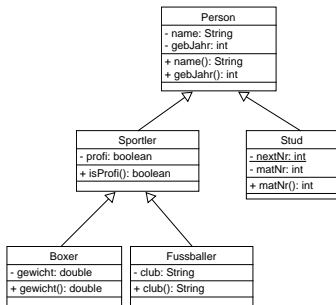 Person
- name: String
- gebJahr: int
+ name(): String
+ gebJahr(): int
Sportler
- profi: boolean
+ isProfi(): boolean
Stud
- nextNr: int
- matNr: int
+ matNr(): int
Boxer
- gewicht: double
+ gewicht(): double
Fussballer
- club: String
+ club(): String